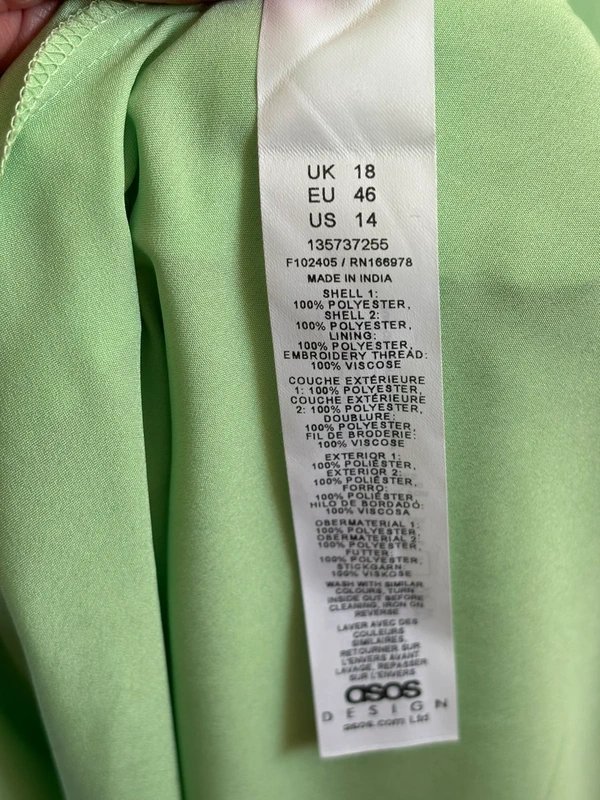 UK 18
EU 46
US 14
135737255
F102405 / RN166978
MADE IN INDIA
SHELL 1:
100% POLYESTER,
SHELL 2:
100% POLYESTER,
LINING:
100% POLYESTER,
EMBROIDERY THREAD:
100% VISCOSE
COUCHE EXTÉRIEURE
1: 100% POLYESTER,
COUCHE EXTÉRIEURE
2: 100% POLYESTER,
DOUBLURE:
100% POLYESTER,
FIL DE BRODERIE:
100% VISCOSE
EXTERIOR 1:
100% POLIÉSTER,
EXTERIOR 2:
100% POLIÉSTER,
FORRO:
100% POLIÉSTER,
HILO DE BORDADO:
100% VISCOSA
OBERMATERIAL 1:
100% POLYESTER,
OBERMATERIAL 2:
100% POLYESTER,
FUTTER:
100% POLYESTER,
STICKGARN:
100% VISKOSE
WASH WITH SIMILAR
COLOURS, TURN
INSIDE OUT BEFORE
CLEANING, IRON ON
REVERSE
LAVER AVEC DES
COULEURS
SIMILAIRES,
RETOURNER SUR
L'ENVERS AVANT
LAVAGE, REPASSER
SUR L'ENVERS
asos
DESIGN
asos.com Ltd